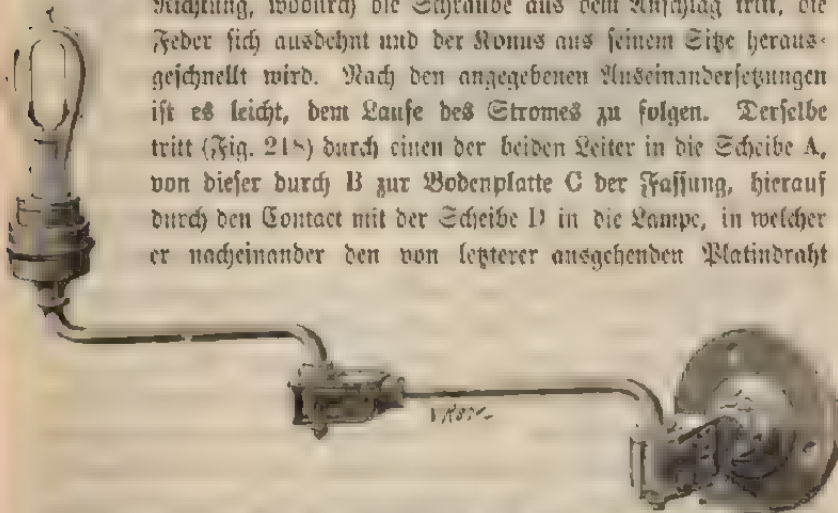 Richtung, wodurch die Schraube aus dem Anschlag tritt, die
Feder sich ausdehnt und der Konus aus seinem Sitze heraus-
geschnellt wird. Nach den angegebenen Auseinandersetzungen
ist es leicht, dem Laufe des Stromes zu folgen. Derselbe
tritt (Fig. 218) durch einen der beiden Leiter in die Scheibe A,
von dieser durch B zur Bodenplatte C der Fassung, hierauf
durch den Contact mit der Scheibe D in die Lampe, in welcher
er nacheinander den von letzterer ausgehenden Platindraht